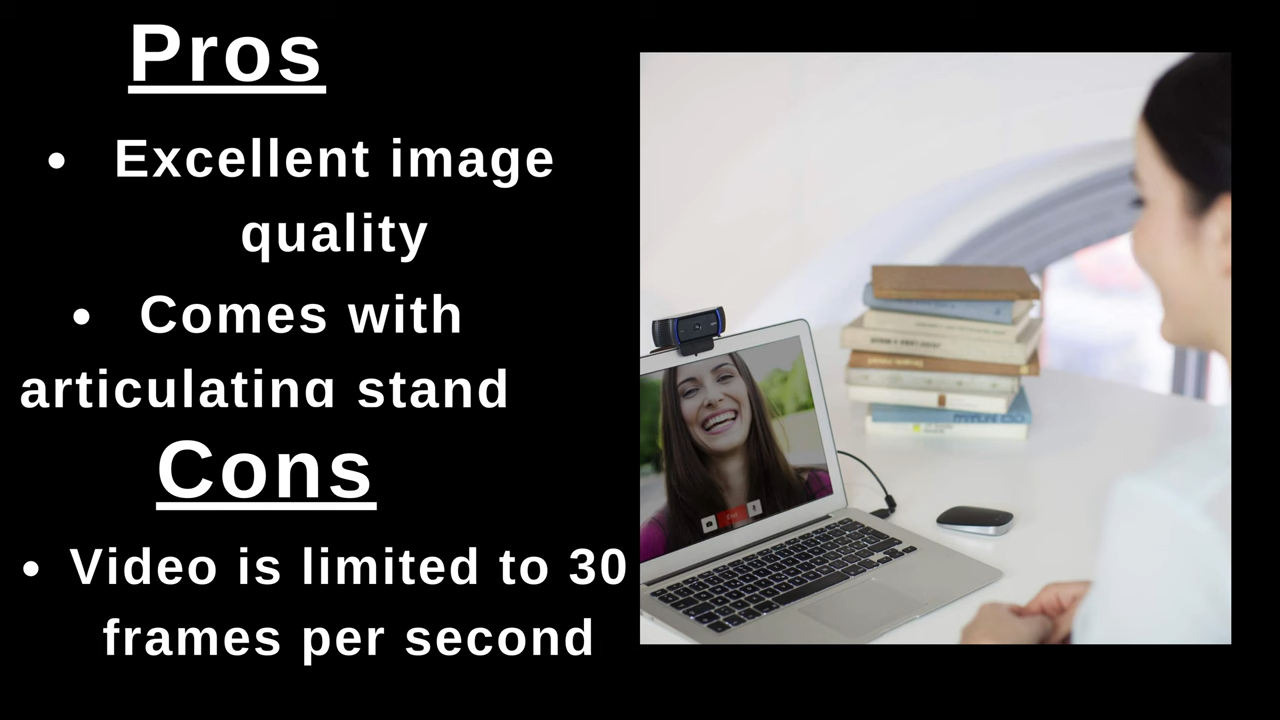 Pros
• Excellent image
quality
• Comes with
articulating stand
Cons
• Video is limited to 30
frames per second